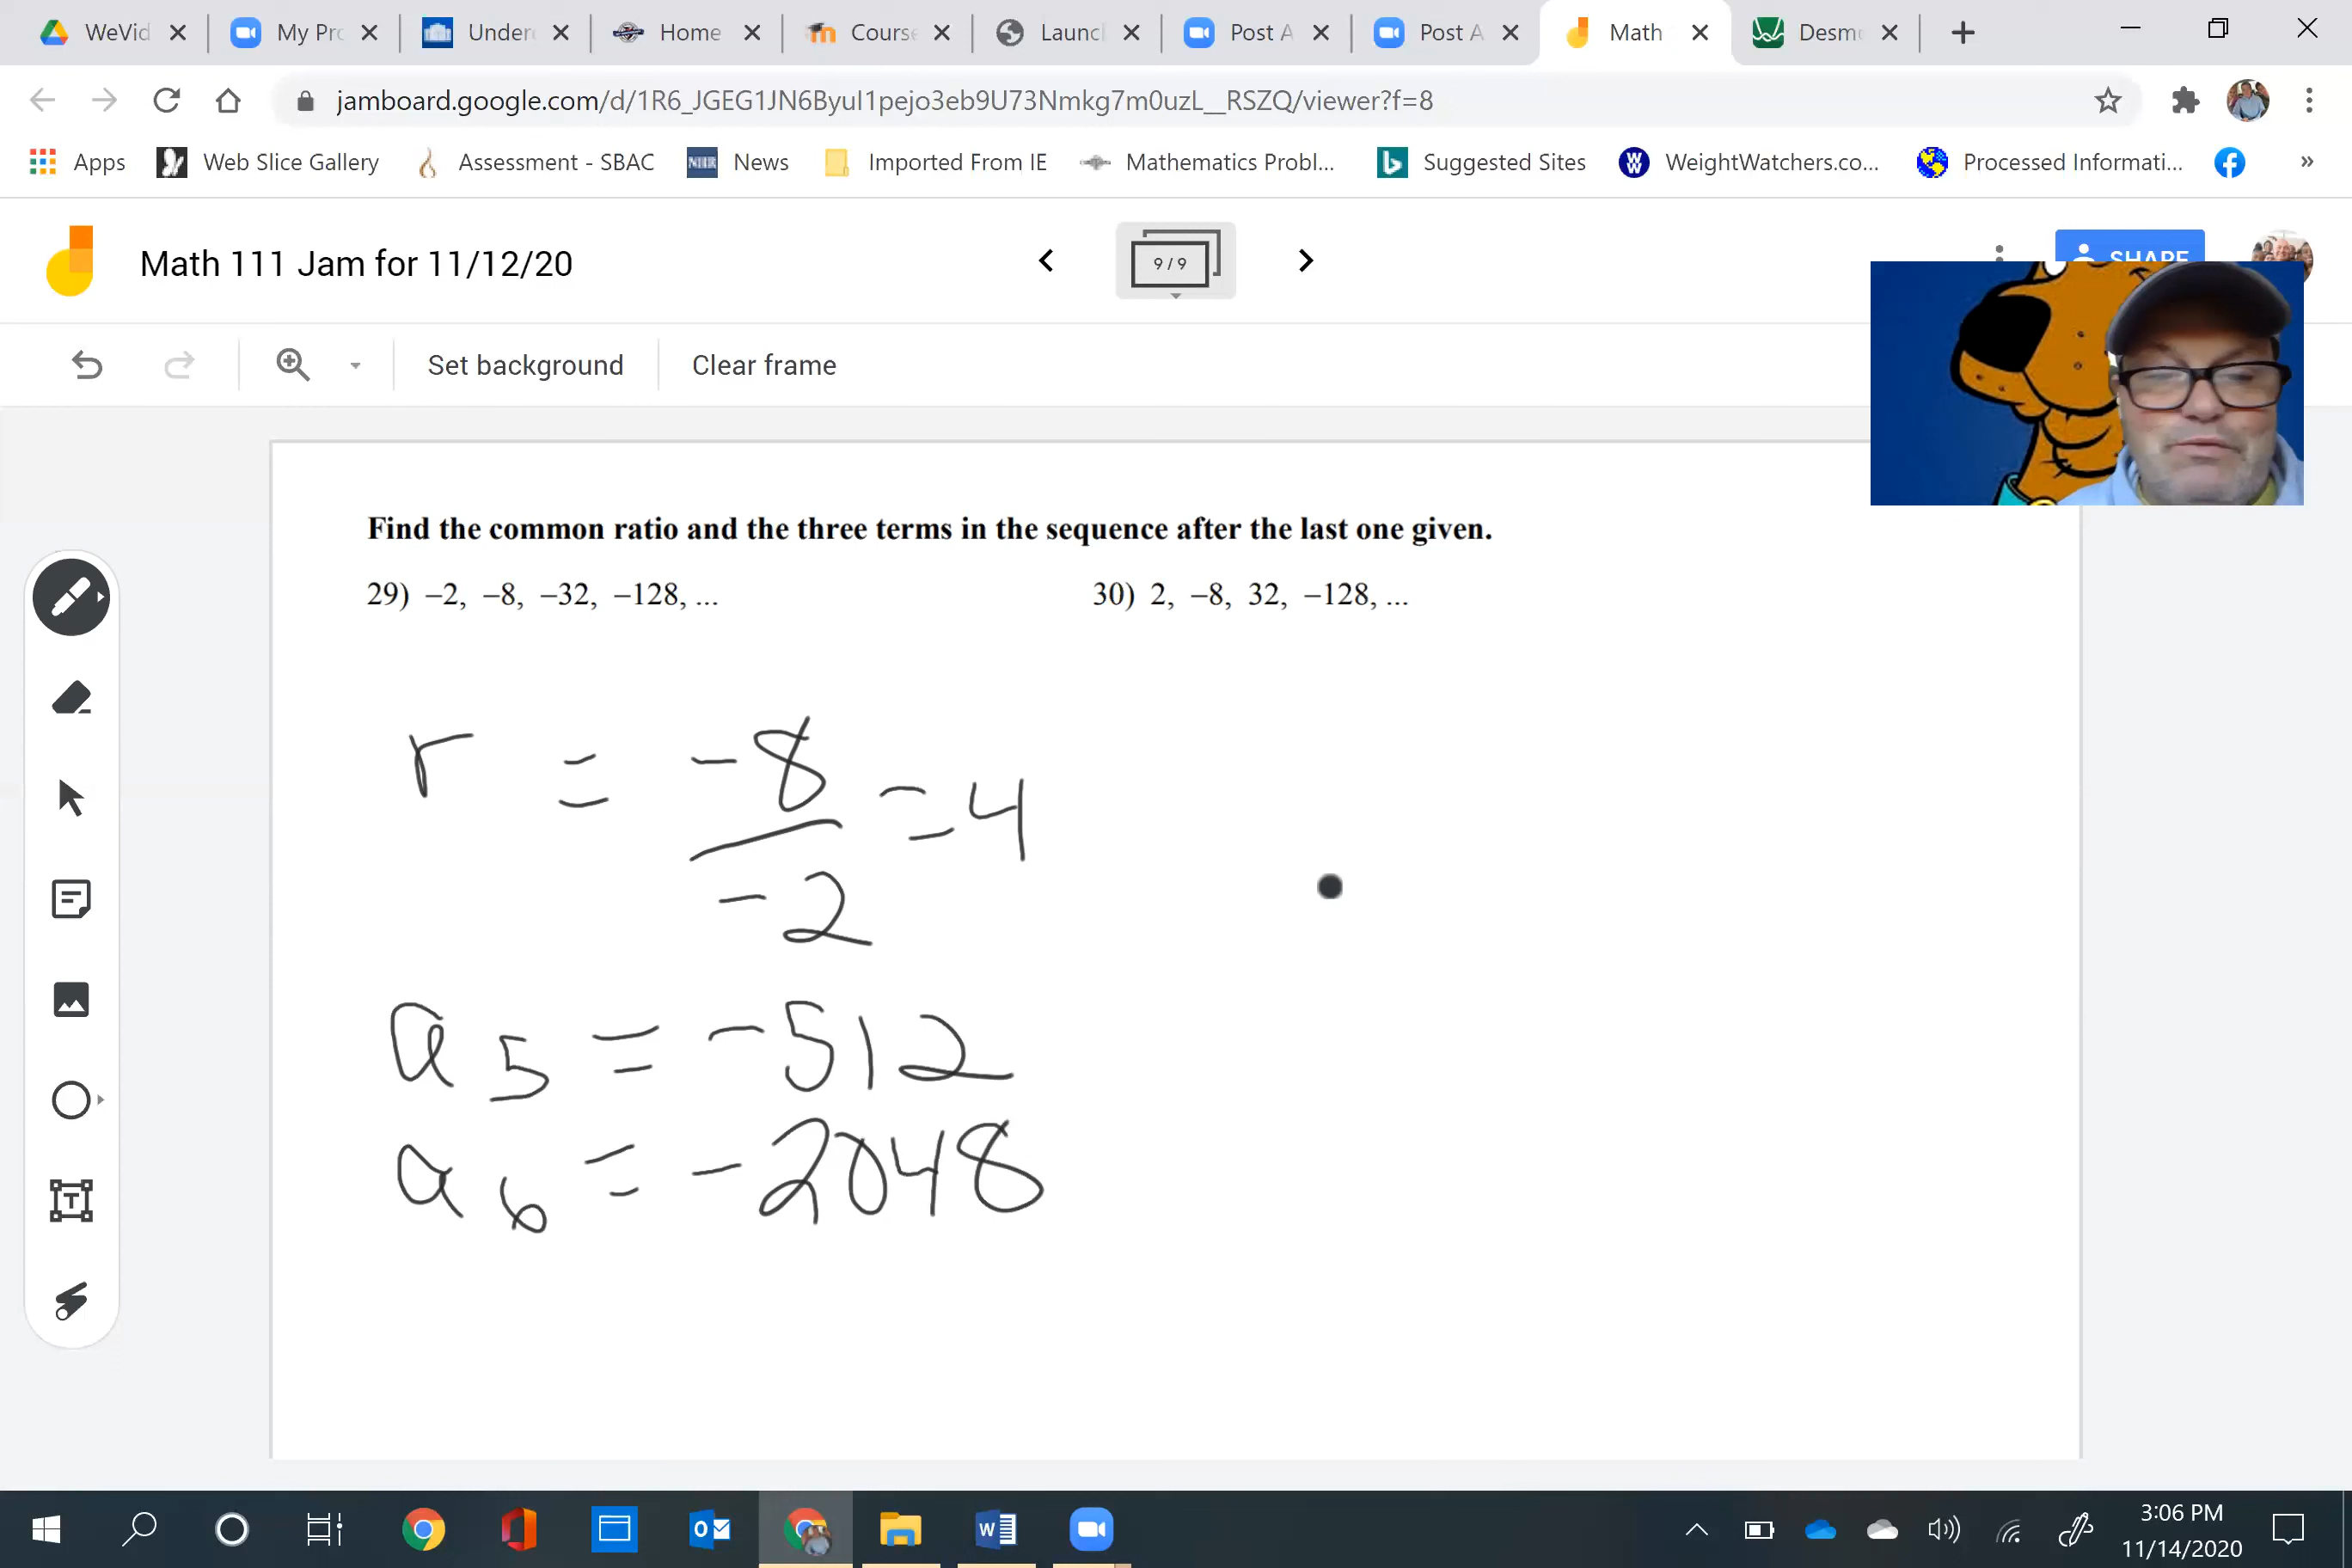 WeVid My Pro Under Home Course Launc Post A Post A Math Desmo
jamboard.google.com/d/1R6_JGEG1JN6ByuI1pejo3eb9U73Nmkg7m0uzL__RSZQ/viewer?f=8
Apps Web Slice Gallery Assessment - SBAC NHR News Imported From IE Mathematics Probl... Suggested Sites WeightWatchers.co... Processed Informati... »
Math 111 Jam for 11/12/20
9 / 9
SHARE
Set background Clear frame
Find the common ratio and the three terms in the sequence after the last one given.
29) –2, –8, –32, –128, ...
30) 2, –8, 32, –128, ...
r = -8 / -2 = 4
a5 = -512
a6 = -2048
3:06 PM
11/14/2020